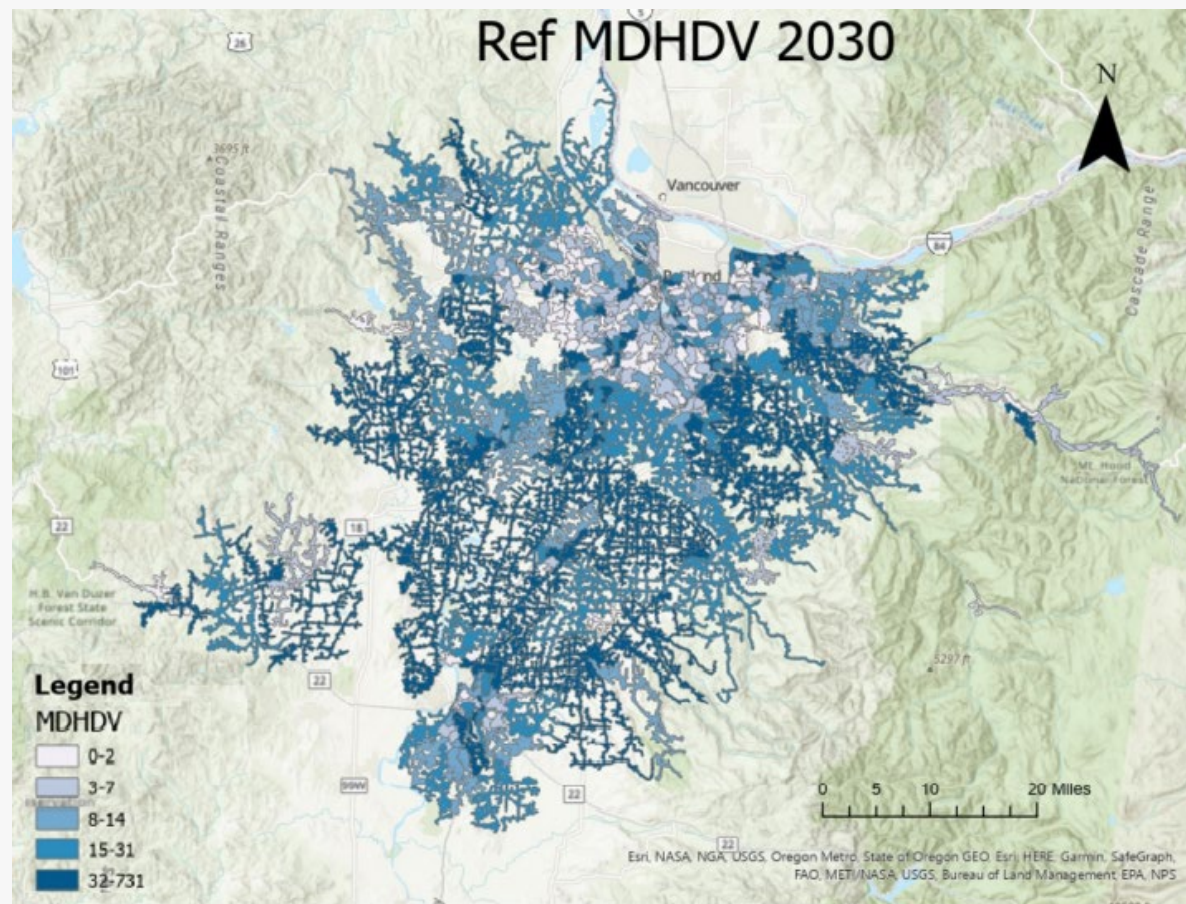 Ref MDHDV 2030
5
26
N
3695 ft
Coastal Ranges
Vancouver
84
Cascade Range
101
Mt. Hood
National Forest
22
18
H.B. Van Duzer
Forest State
Scenic Corridor
5297 ft
22
Legend
MDHDV
0-2
3-7
8-14
15-31
32-731
99W
22
0 5 10 20 Miles
22
Esri, NASA, NGA, USGS, Oregon Metro, State of Oregon GEO, Esri, HERE, Garmin, SafeGraph,
FAO, METI/NASA, USGS, Bureau of Land Management, EPA, NPS